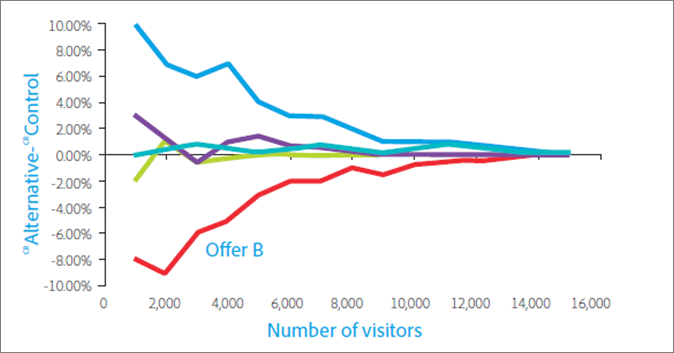 10.00%
8.00%
6.00%
4.00%
2.00%
0.00%
-2.00%
-4.00%
-6.00%
-8.00%
-10.00%
CRAlternative- CRControl
Offer B
0 2,000 4,000 6,000 8,000 10,000 12,000 14,000 16,000
Number of visitors